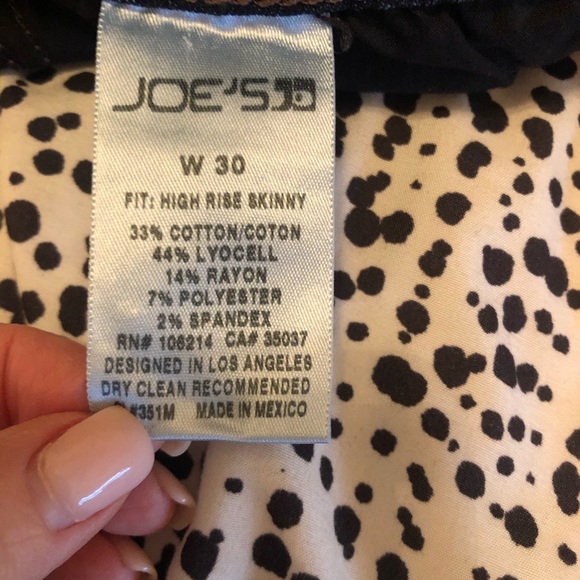 JOE'S
W 30
FIT: HIGH RISE SKINNY
33% COTTON/COTON
44% LYOCELL
14% RAYON
7% POLYESTER
2% SPANDEX
RN# 106214 CA# 35037
DESIGNED IN LOS ANGELES
DRY CLEAN RECOMMENDED
#351M MADE IN MEXICO